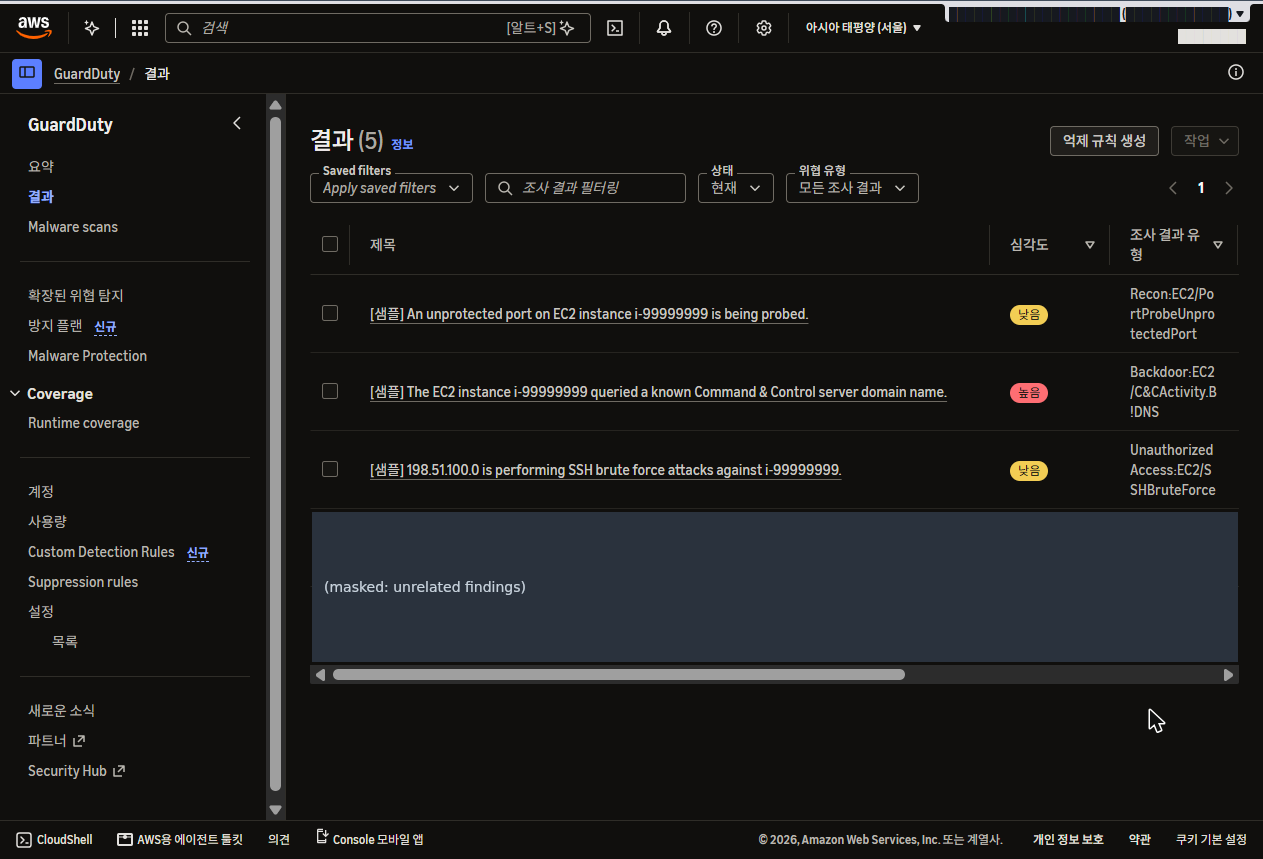 aws
검색
[알트+S]
아시아 태평양 (서울)
GuardDuty / 결과
GuardDuty
요약
결과
Malware scans
확장된 위협 탐지
방지 플랜 신규
Malware Protection
Coverage
Runtime coverage
계정
사용량
Custom Detection Rules 신규
Suppression rules
설정
목록
새로운 소식
파트너
Security Hub
결과 (5) 정보
억제 규칙 생성
작업
Saved filters
Apply saved filters
조사 결과 필터링
상태
현재
위협 유형
모든 조사 결과
1
제목
심각도
조사 결과 유
형
[샘플] An unprotected port on EC2 instance i-99999999 is being probed.
낮음
Recon:EC2/Po
rtProbeUnpro
tectedPort
[샘플] The EC2 instance i-99999999 queried a known Command & Control server domain name.
높음
Backdoor:EC2
/C&CActivity.B
!DNS
[샘플] 198.51.100.0 is performing SSH brute force attacks against i-99999999.
낮음
Unauthorized
Access:EC2/S
SHBruteForce
(masked: unrelated findings)
CloudShell
AWS용 에이전트 툴킷
의견
Console 모바일 앱
© 2026, Amazon Web Services, Inc. 또는 계열사.
개인 정보 보호
약관
쿠키 기본 설정